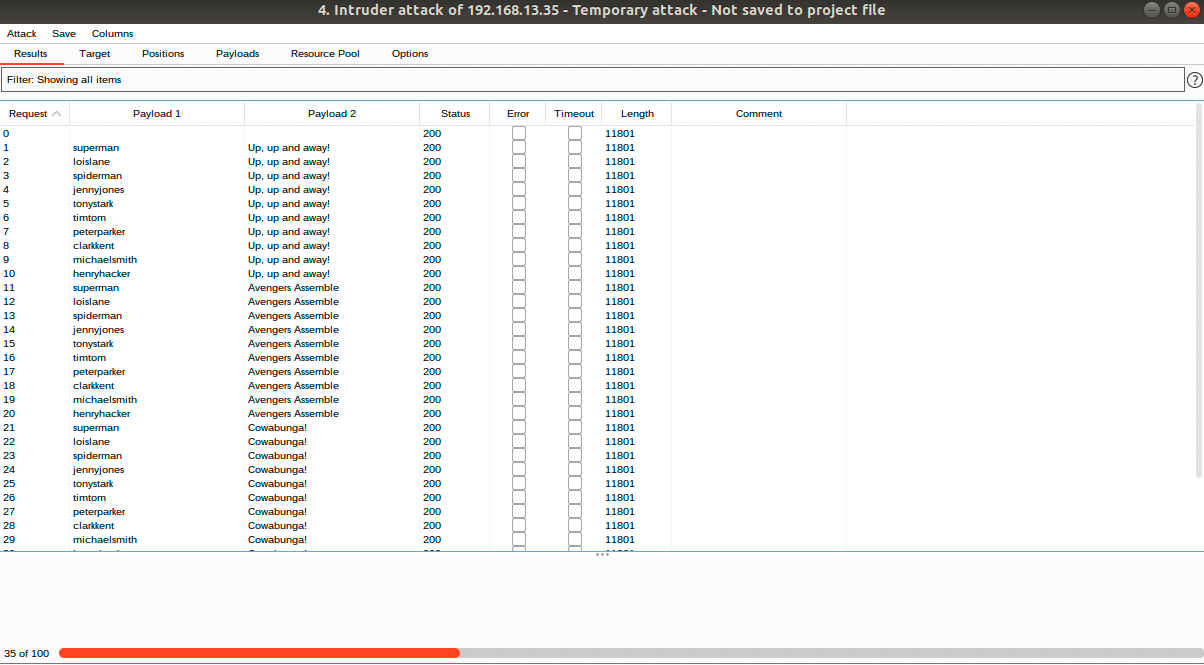 4. Intruder attack of 192.168.13.35 - Temporary attack - Not saved to project file
Attack Save Columns
Results Target Positions Payloads Resource Pool Options
Filter: Showing all items ?
Request Payload 1 Payload 2 Status Error Timeout Length Comment
0 200 11801
1 superman Up, up and away! 200 11801
2 loislane Up, up and away! 200 11801
3 spiderman Up, up and away! 200 11801
4 jennyjones Up, up and away! 200 11801
5 tonystark Up, up and away! 200 11801
6 timtom Up, up and away! 200 11801
7 peterparker Up, up and away! 200 11801
8 clarkkent Up, up and away! 200 11801
9 michaelsmith Up, up and away! 200 11801
10 henryhacker Up, up and away! 200 11801
11 superman Avengers Assemble 200 11801
12 loislane Avengers Assemble 200 11801
13 spiderman Avengers Assemble 200 11801
14 jennyjones Avengers Assemble 200 11801
15 tonystark Avengers Assemble 200 11801
16 timtom Avengers Assemble 200 11801
17 peterparker Avengers Assemble 200 11801
18 clarkkent Avengers Assemble 200 11801
19 michaelsmith Avengers Assemble 200 11801
20 henryhacker Avengers Assemble 200 11801
21 superman Cowabunga! 200 11801
22 loislane Cowabunga! 200 11801
23 spiderman Cowabunga! 200 11801
24 jennyjones Cowabunga! 200 11801
25 tonystark Cowabunga! 200 11801
26 timtom Cowabunga! 200 11801
27 peterparker Cowabunga! 200 11801
28 clarkkent Cowabunga! 200 11801
29 michaelsmith Cowabunga! 200 11801
35 of 100